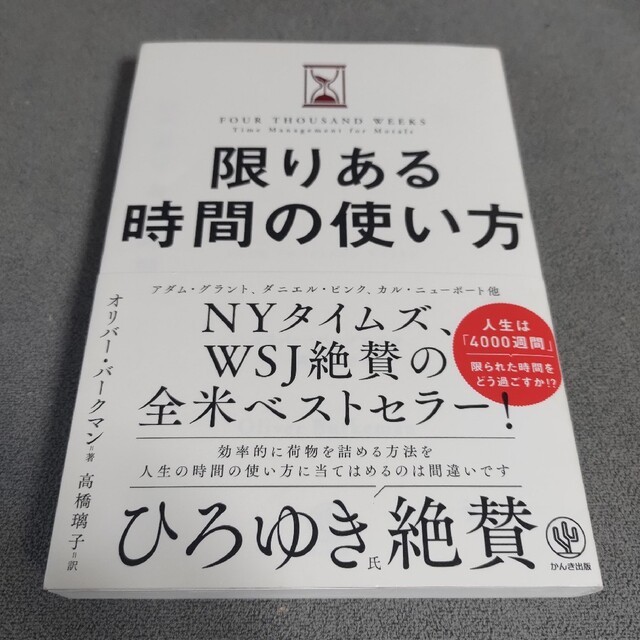 FOUR THOUSAND WEEKS
Time Management for Mortals
限りある
時間の使い方
アダム・グラント、ダニエル・ピンク、カル・ニューポート他
NYタイムズ、
WSJ絶賛の
全米ベストセラー!
人生は
「4000週間」
限られた時間を
どう過ごすか!?
オリバー・バークマン=著
高橋璃子=訳
効率的に荷物を詰める方法を
人生の時間の使い方に当てはめるのは間違いです
ひろゆき氏絶賛
かんき出版